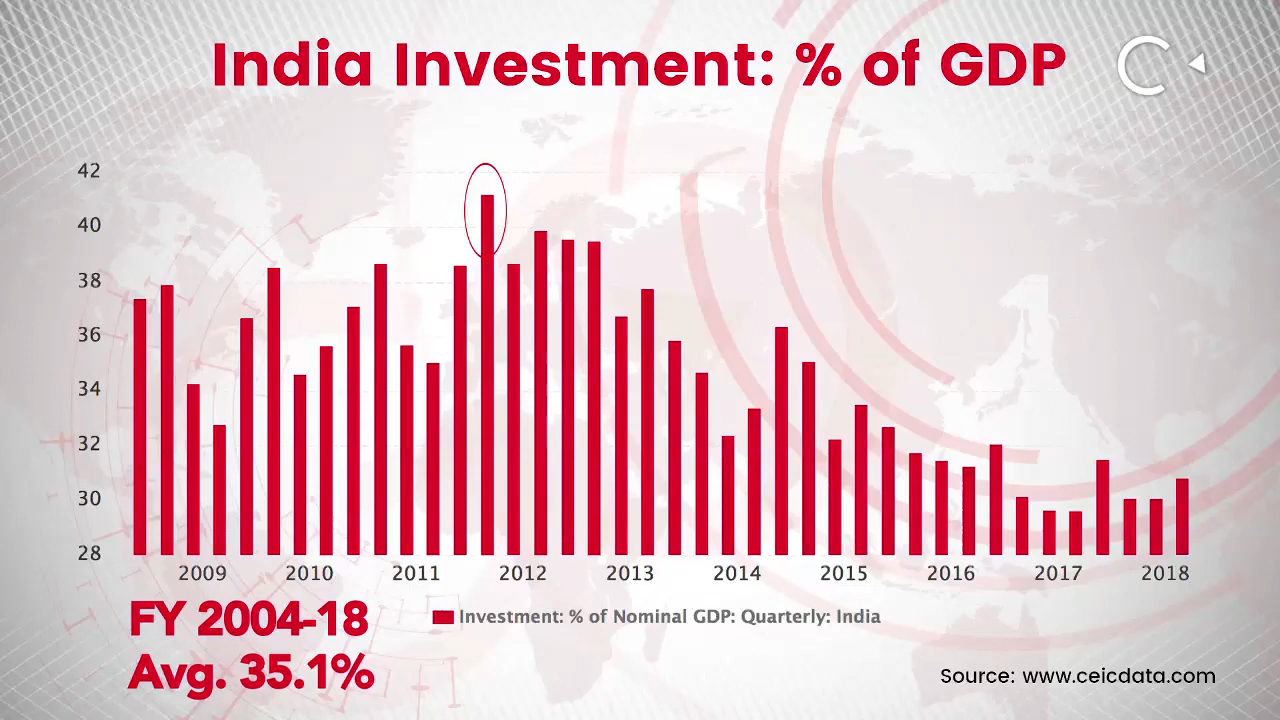 India Investment: % of GDP
42
40
38
36
34
32
30
28
2009 2010 2011 2012 2013 2014 2015 2016 2017 2018
FY 2004-18
Avg. 35.1%
Investment: % of Nominal GDP: Quarterly: India
Source: www.ceicdata.com